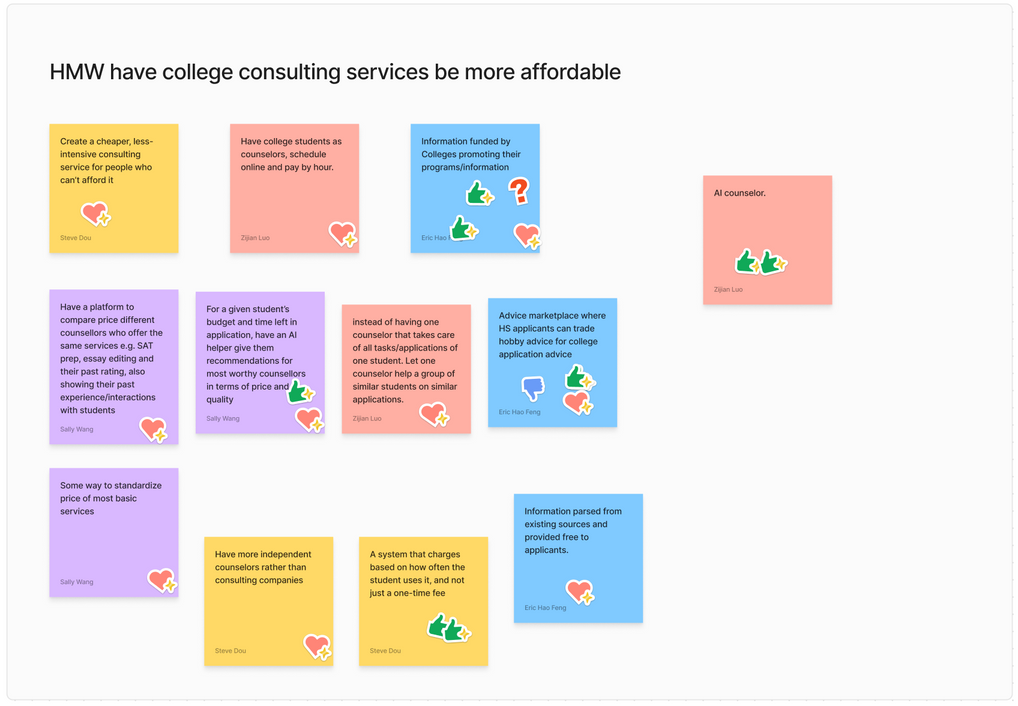 HMW have college consulting services be more affordable
Create a cheaper, less-
intensive consulting
service for people who
can't afford it
Steve Dou
Have college students as
counselors, schedule
online and pay by hour.
Zijian Luo
Information funded by
Colleges promoting their
programs/information
Eric Hao
AI counselor.
Zijian Luo
Have a platform to
compare price different
counsellors who offer the
same services e.g. SAT
prep, essay editing and
their past rating, also
showing their past
experience/interactions
with students
Sally Wang
For a given student's
budget and time left in
application, have an AI
helper give them
recommendations for
most worthy counsellors
in terms of price and
quality
Sally Wang
instead of having one
counselor that takes care
of all tasks/applications of
one student. Let one
counselor help a group of
similar students on similar
applications.
Zijian Luo
Advice marketplace where
HS applicants can trade
hobby advice for college
application advice
Eric Hao Feng
Some way to standardize
price of most basic
services
Sally Wang
Have more independent
counselors rather than
consulting companies
Steve Dou
A system that charges
based on how often the
student uses it, and not
just a one-time fee
Steve Dou
Information parsed from
existing sources and
provided free to
applicants.
Eric Hao Feng